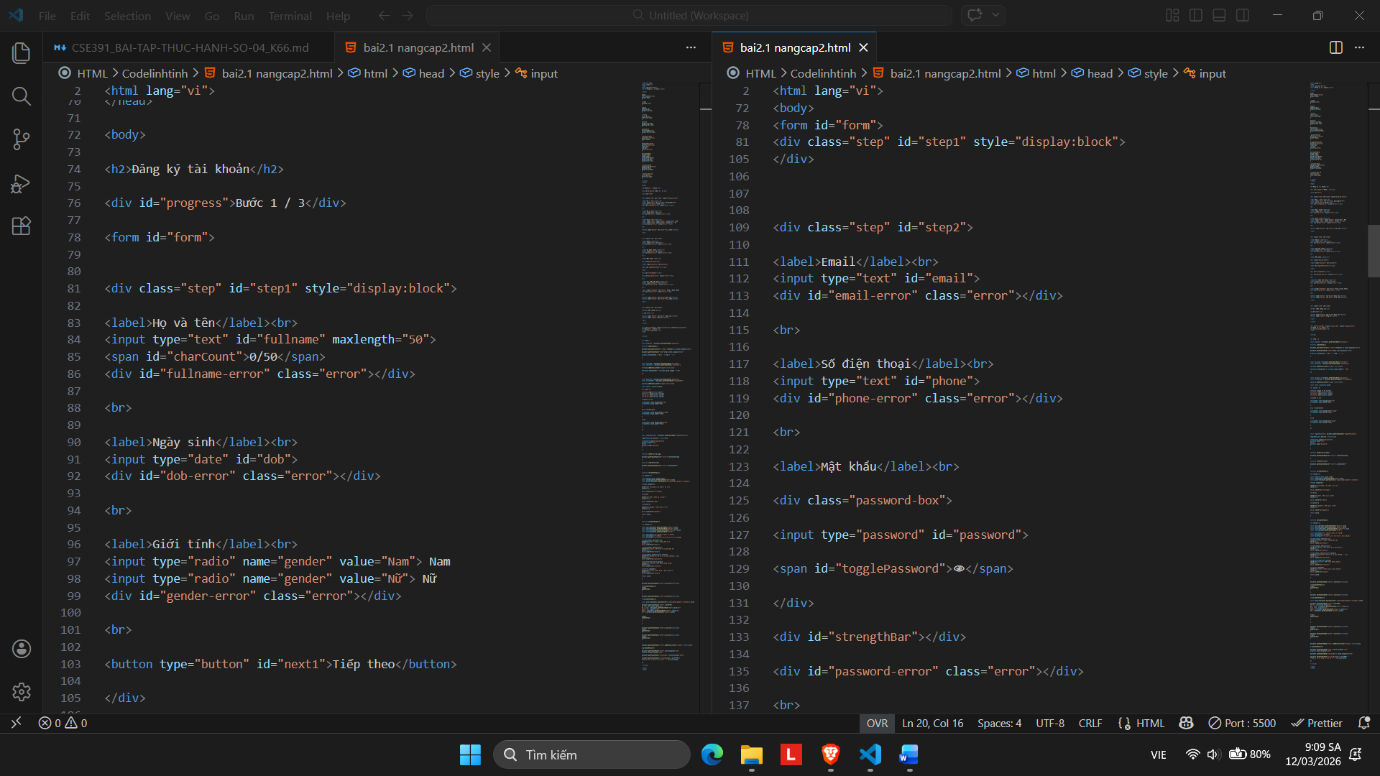 File Edit Selection View Go Run Terminal Help
Untitled (Workspace)
CSE391_BAI-TAP-THUC-HANH-SO-04_K66.md
bai2.1 nangcap2.html
HTML > Codelinhtinh > bai2.1 nangcap2.html > html > head > style > input
2 <html lang="vi">
70 </head>
71
72 <body>
73
74 <h2>Đăng ký tài khoản</h2>
75
76 <div id="progress">Bước 1 / 3</div>
77
78 <form id="form">
79
80
81 <div class="step" id="step1" style="display:block">
82
83 <label>Họ và tên</label><br>
84 <input type="text" id="fullname" maxlength="50">
85 <span id="charCount">0/50</span>
86 <div id="fullname-error" class="error"></div>
87
88 <br>
89
90 <label>Ngày sinh</label><br>
91 <input type="date" id="dob">
92 <div id="dob-error" class="error"></div>
93
94 <br>
95
96 <label>Giới tính</label><br>
97 <input type="radio" name="gender" value="Nam"> Nam
98 <input type="radio" name="gender" value="Nữ"> Nữ
99 <div id="gender-error" class="error"></div>
100
101 <br>
102
103 <button type="button" id="next1">Tiếp theo</button>
104
105 </div>
bai2.1 nangcap2.html
HTML > Codelinhtinh > bai2.1 nangcap2.html > html > head > style > input
2 <html lang="vi">
72 <body>
78 <form id="form">
81 <div class="step" id="step1" style="display:block">
105 </div>
106
107
108
109 <div class="step" id="step2">
110
111 <label>Email</label><br>
112 <input type="text" id="email">
113 <div id="email-error" class="error"></div>
114
115 <br>
116
117 <label>Số điện thoại</label><br>
118 <input type="text" id="phone">
119 <div id="phone-error" class="error"></div>
120
121 <br>
122
123 <label>Mật khẩu</label><br>
124
125 <div class="password-box">
126
127 <input type="password" id="password">
128
129 <span id="togglePassword">👁</span>
130
131 </div>
132
133 <div id="strengthBar"></div>
134
135 <div id="password-error" class="error"></div>
136
137 <br>
0 0
OVR Ln 20, Col 16 Spaces: 4 UTF-8 CRLF HTML Port : 5500 Prettier
Tìm kiếm
L
W
VIE
80%
9:09 SA
12/03/2026